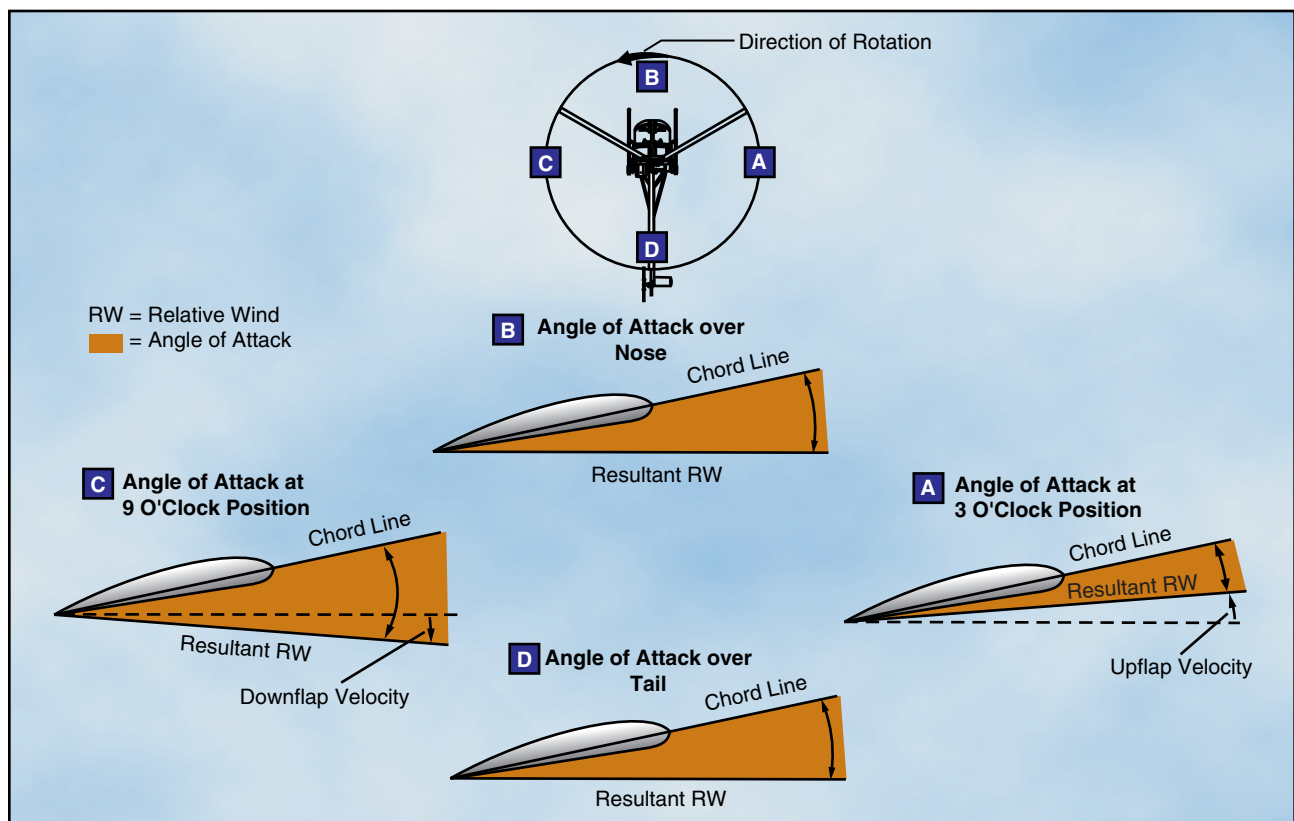 Direction of Rotation
B
C
A
D
RW = Relative Wind
= Angle of Attack
B Angle of Attack over
Nose
Chord Line
Resultant RW
C Angle of Attack at
9 O'Clock Position
Chord Line
Resultant RW
Downflap Velocity
A Angle of Attack at
3 O'Clock Position
Chord Line
Resultant RW
Upflap Velocity
D Angle of Attack over
Tail
Chord Line
Resultant RW